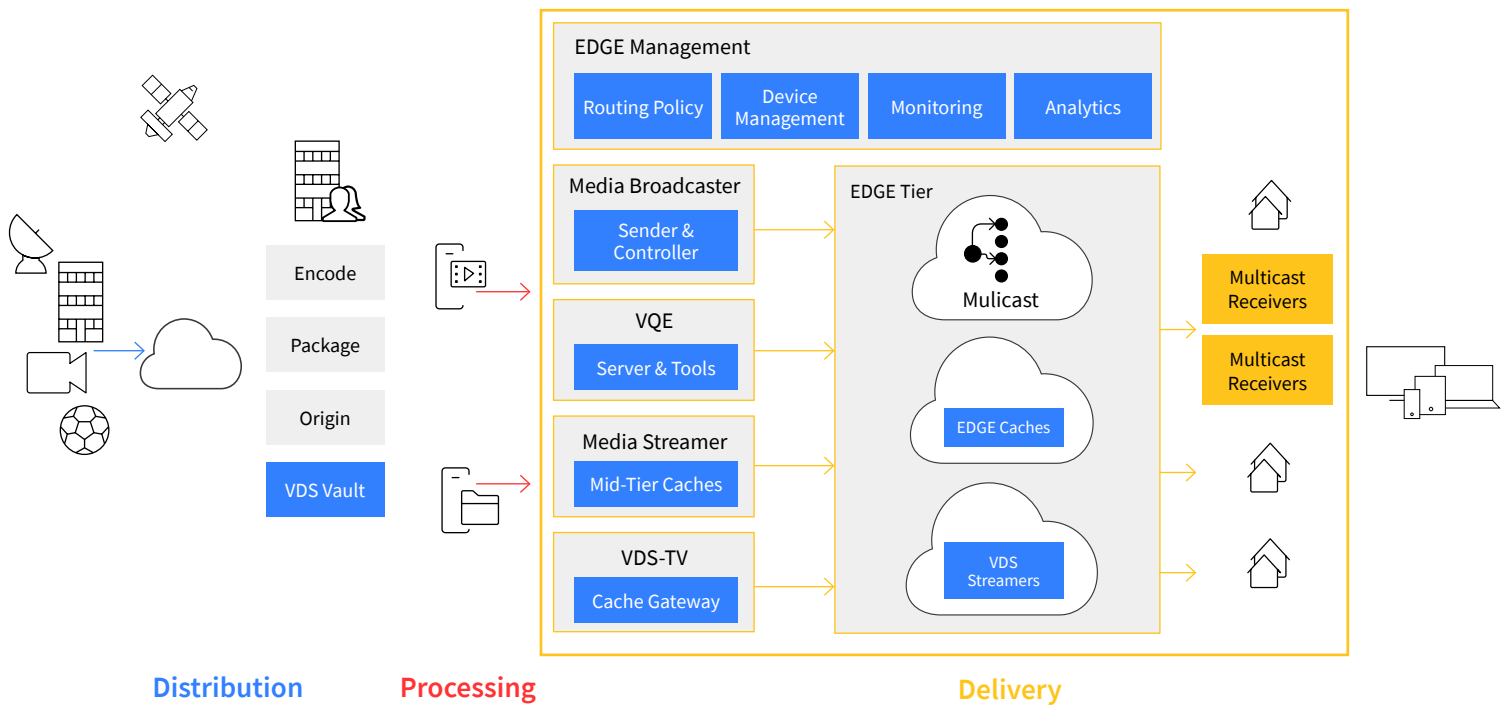 EDGE Management
Routing Policy
Device
Management
Monitoring
Analytics
Encode
Package
Origin
VDS Vault
Media Broadcaster
Sender &
Controller
VQE
Server & Tools
Media Streamer
Mid-Tier Caches
VDS-TV
Cache Gateway
EDGE Tier
Mulicast
EDGE Caches
VDS
Streamers
Multicast
Receivers
Multicast
Receivers
Distribution
Processing
Delivery